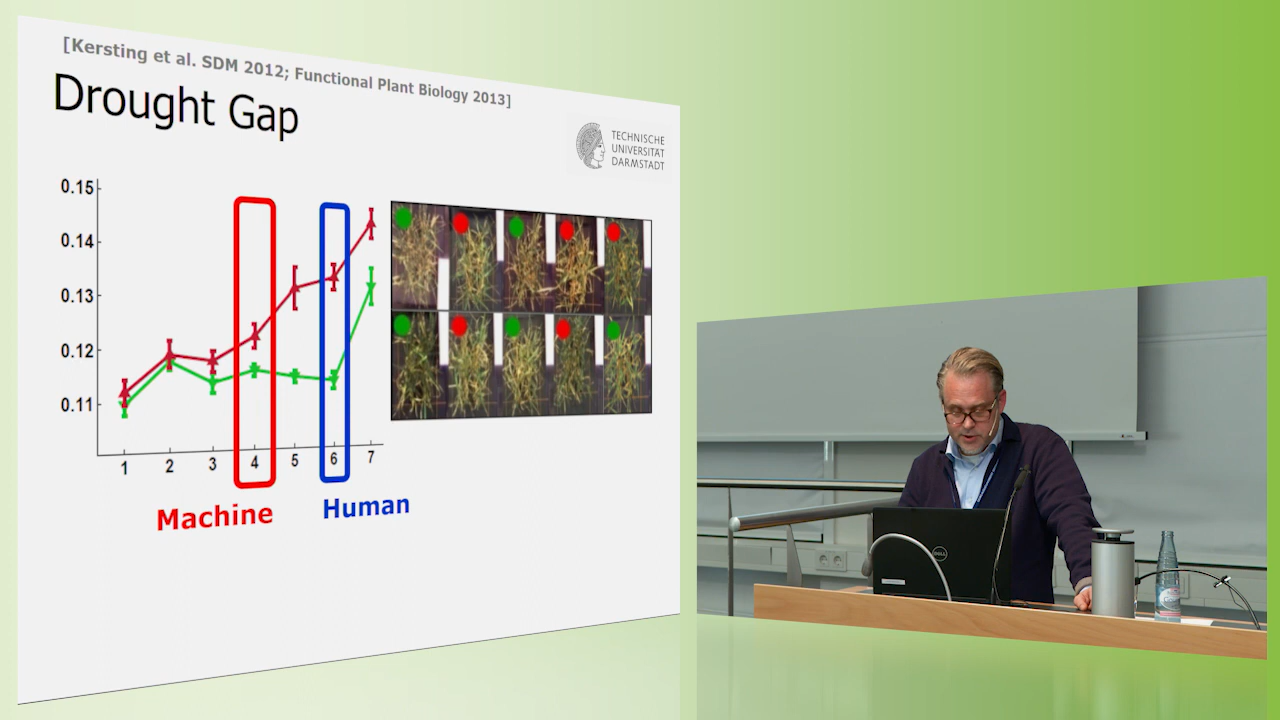 [Kersting et al. SDM 2012; Functional Plant Biology 2013]
Drought Gap
TECHNISCHE
UNIVERSITÄT
DARMSTADT
0.15
0.14
0.13
0.12
0.11
1 2 3 4 5 6 7
Machine
Human
DELL